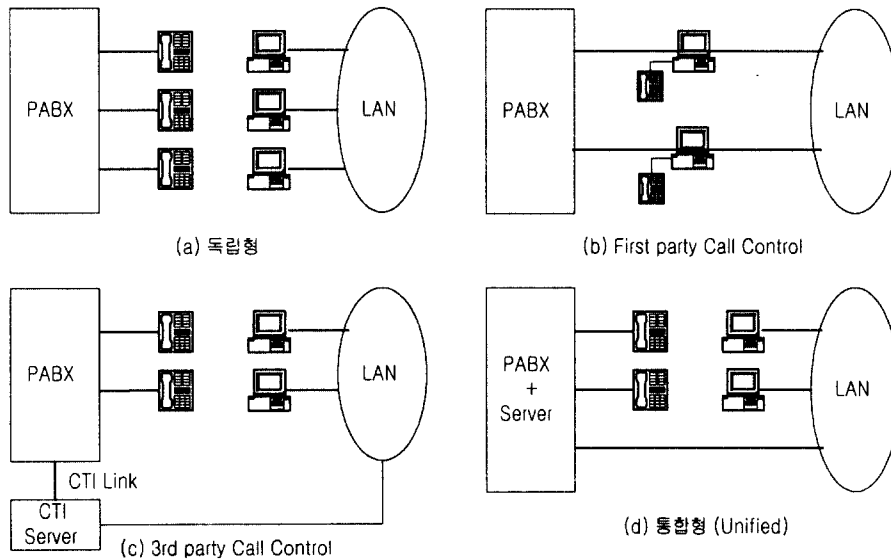 PABX
LAN
(a) 독립형
PABX
LAN
(b) First party Call Control
PABX
LAN
CTI Link
CTI
Server
(c) 3rd party Call Control
PABX
+
Server
LAN
(d) 통합형 (Unified)